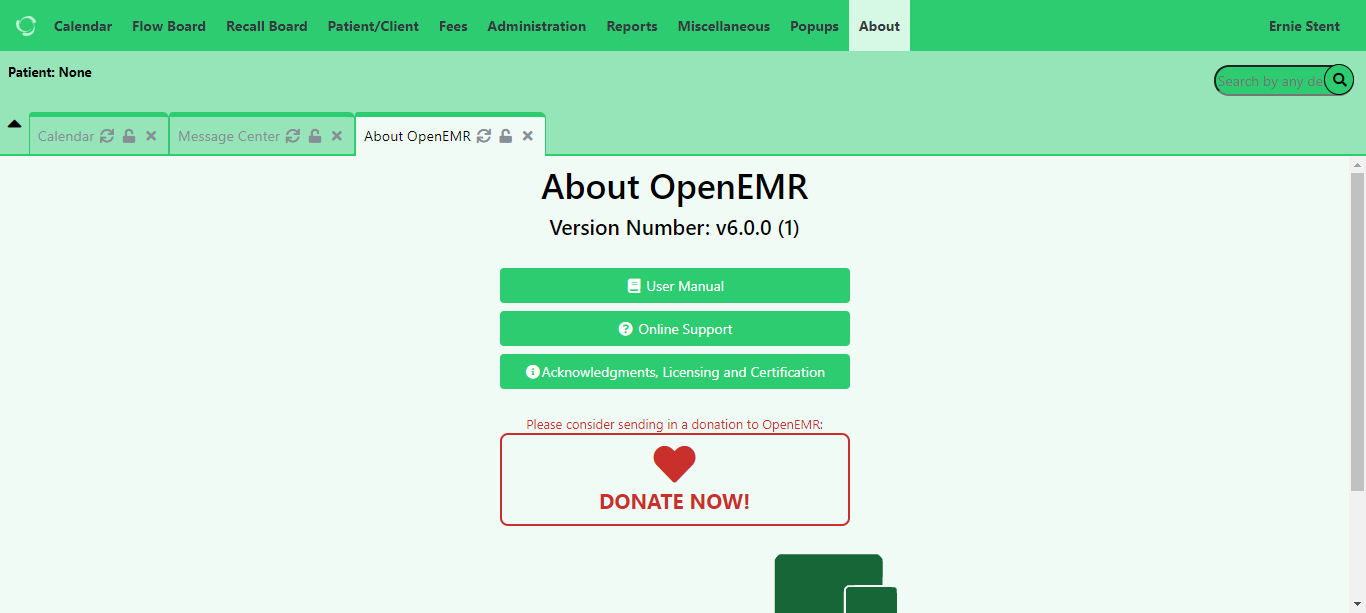 Calendar Flow Board Recall Board Patient/Client Fees Administration Reports Miscellaneous Popups About Ernie Stent
Patient: None
Search by any de
Calendar Message Center About OpenEMR
About OpenEMR
Version Number: v6.0.0 (1)
User Manual
Online Support
Acknowledgments, Licensing and Certification
Please consider sending in a donation to OpenEMR:
DONATE NOW!